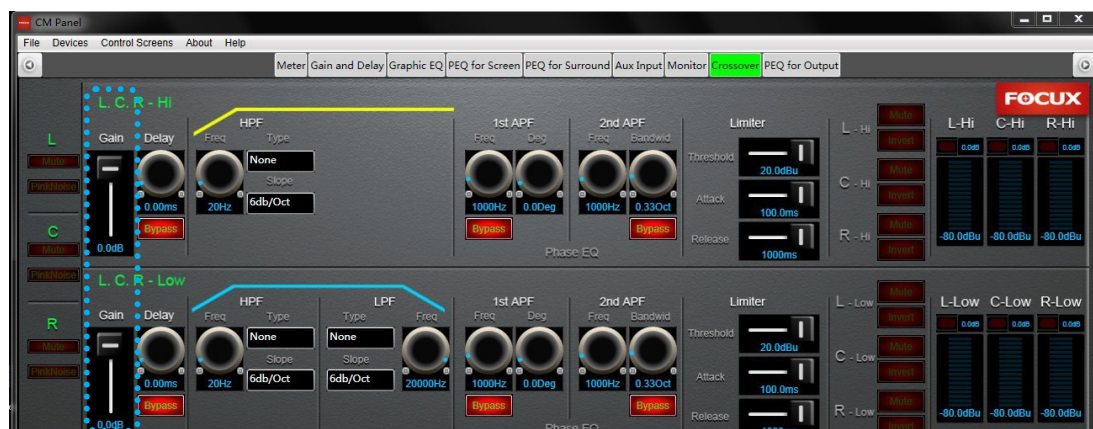 CM Panel
File Devices Control Screens About Help
Meter Gain and Delay Graphic EQ PEQ for Screen PEQ for Surround Aux Input Monitor Crossover PEQ for Output
FOCUX
L. C. R - Hi
L
Mute
PinkNoise
C
Mute
PinkNoise
R
Mute
PinkNoise
Gain
0.0dB
Delay
0.00ms
Bypass
HPF
Freq Type
None
Slope
20Hz 6db/Oct
1st APF
Freq Deg
1000Hz 0.0Deg
Bypass
2nd APF
Freq Bandwid
1000Hz 0.33Oct
Bypass
Phase EQ
Limiter
Threshold
20.0dBu
Attack
100.0ms
Release
1000ms
L - Hi Mute
Invert
C - Hi Mute
Invert
R - Hi Mute
Invert
L-Hi C-Hi R-Hi
0.0dB 0.0dB 0.0dB
-80.0dBu -80.0dBu -80.0dBu
L. C. R - Low
Gain
0.0dB
Delay
0.00ms
Bypass
HPF
Freq Type
None
Slope
20Hz 6db/Oct
LPF
Type Freq
None
Slope
6db/Oct 20000Hz
1st APF
Freq Deg
1000Hz 0.0Deg
Bypass
2nd APF
Freq Bandwid
1000Hz 0.33Oct
Bypass
Phase EQ
Limiter
Threshold
20.0dBu
Attack
100.0ms
Release
L - Low Mute
Invert
C - Low Mute
Invert
R - Low Mute
Invert
L-Low C-Low R-Low
0.0dB 0.0dB 0.0dB
-80.0dBu -80.0dBu -80.0dBu